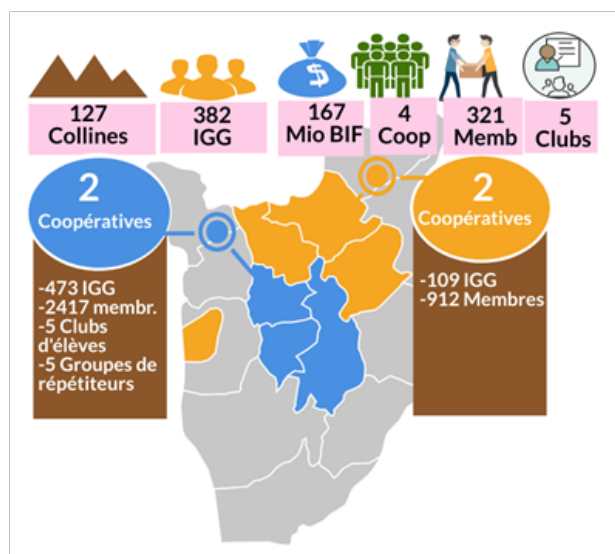 $
127
Collines
382
IGG
167
Mio BIF
4
Coop
321
Memb
5
Clubs
2
Coopératives
-473 IGG
-2417 membr.
-5 Clubs
d'élèves
-5 Groupes de
répétiteurs
2
Coopératives
-109 IGG
-912 Membres